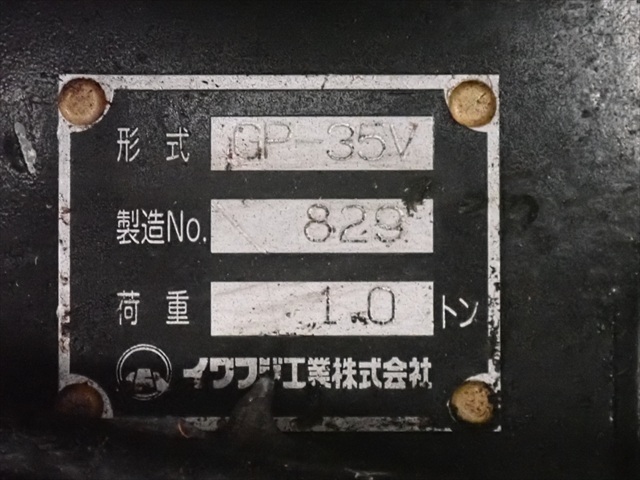 形式 GP-35V
製造No. 829
荷重 1.0 トン
イワフジ工業株式会社